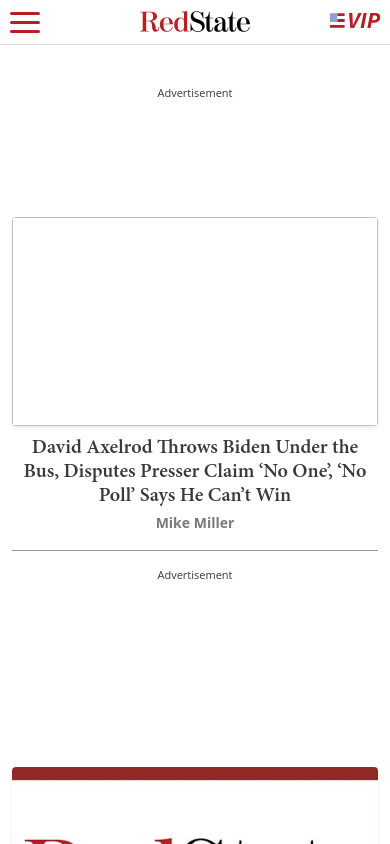 RedState
VIP
Advertisement
David Axelrod Throws Biden Under the
Bus, Disputes Presser Claim ‘No One’, ‘No
Poll’ Says He Can’t Win
Mike Miller
Advertisement